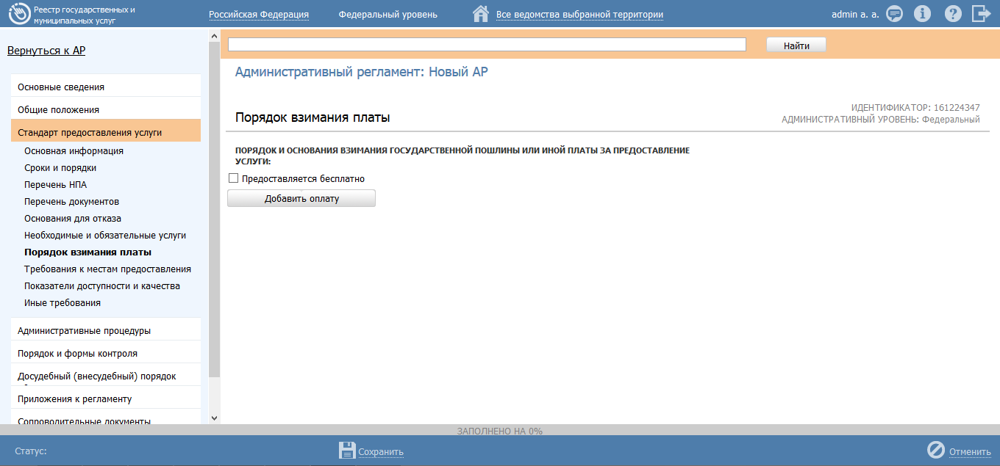 Реестр государственных и
муниципальных услуг
Российская Федерация
Федеральный уровень
Все ведомства выбранной территории
admin а. а.
Вернуться к АР
Найти
Административный регламент: Новый АР
Основные сведения
Общие положения
ИДЕНТИФИКАТОР: 161224347
Порядок взимания платы
АДМИНИСТРАТИВНЫЙ УРОВЕНЬ: Федеральный
Стандарт предоставления услуги
Основная информация
Сроки и порядки
Перечень НПА
Перечень документов
Основания для отказа
Необходимые и обязательные услуги
Порядок взимания платы
Требования к местам предоставления
Показатели доступности и качества
Иные требования
ПОРЯДОК И ОСНОВАНИЯ ВЗИМАНИЯ ГОСУДАРСТВЕННОЙ ПОШЛИНЫ ИЛИ ИНОЙ ПЛАТЫ ЗА ПРЕДОСТАВЛЕНИЕ
УСЛУГИ:
Предоставляется бесплатно
Добавить оплату
Административные процедуры
Порядок и формы контроля
Досудебный (внесудебный) порядок
Приложения к регламенту
Сопроводительные документы
ЗАПОЛНЕНО НА 0%
Статус:
Сохранить
Отменить